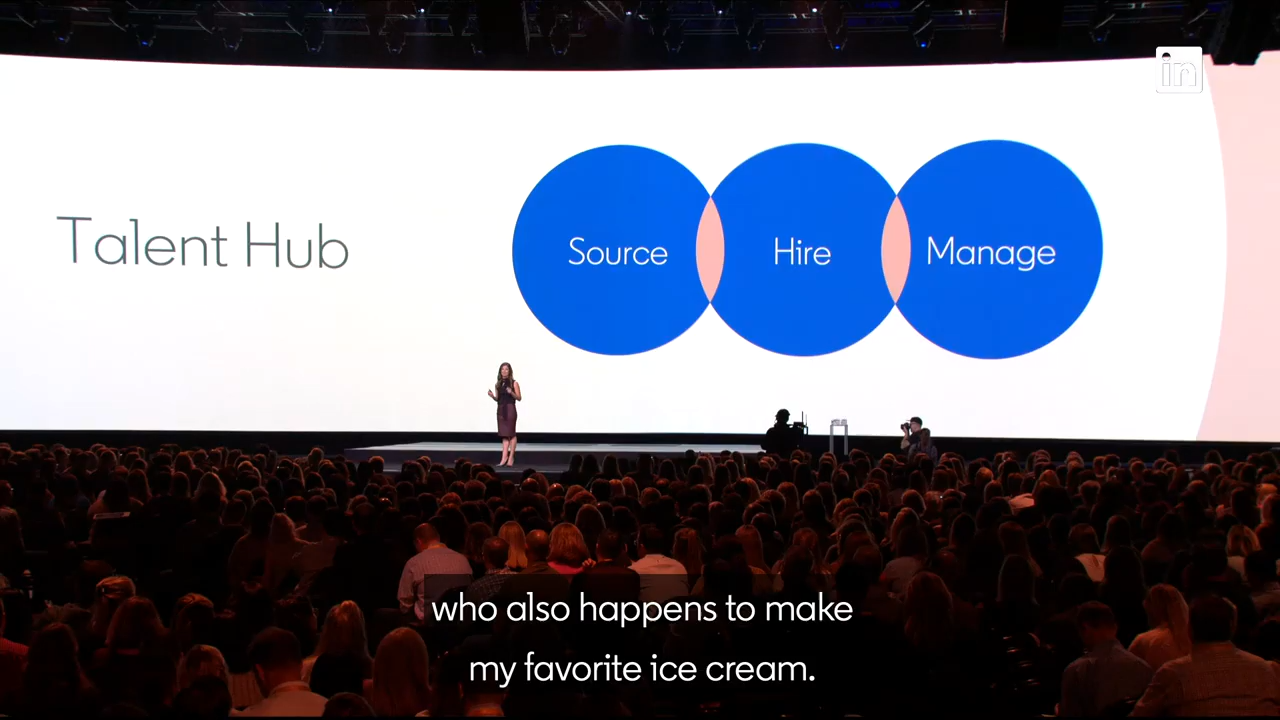 in
Talent Hub
Source
Hire
Manage
who also happens to make
my favorite ice cream.